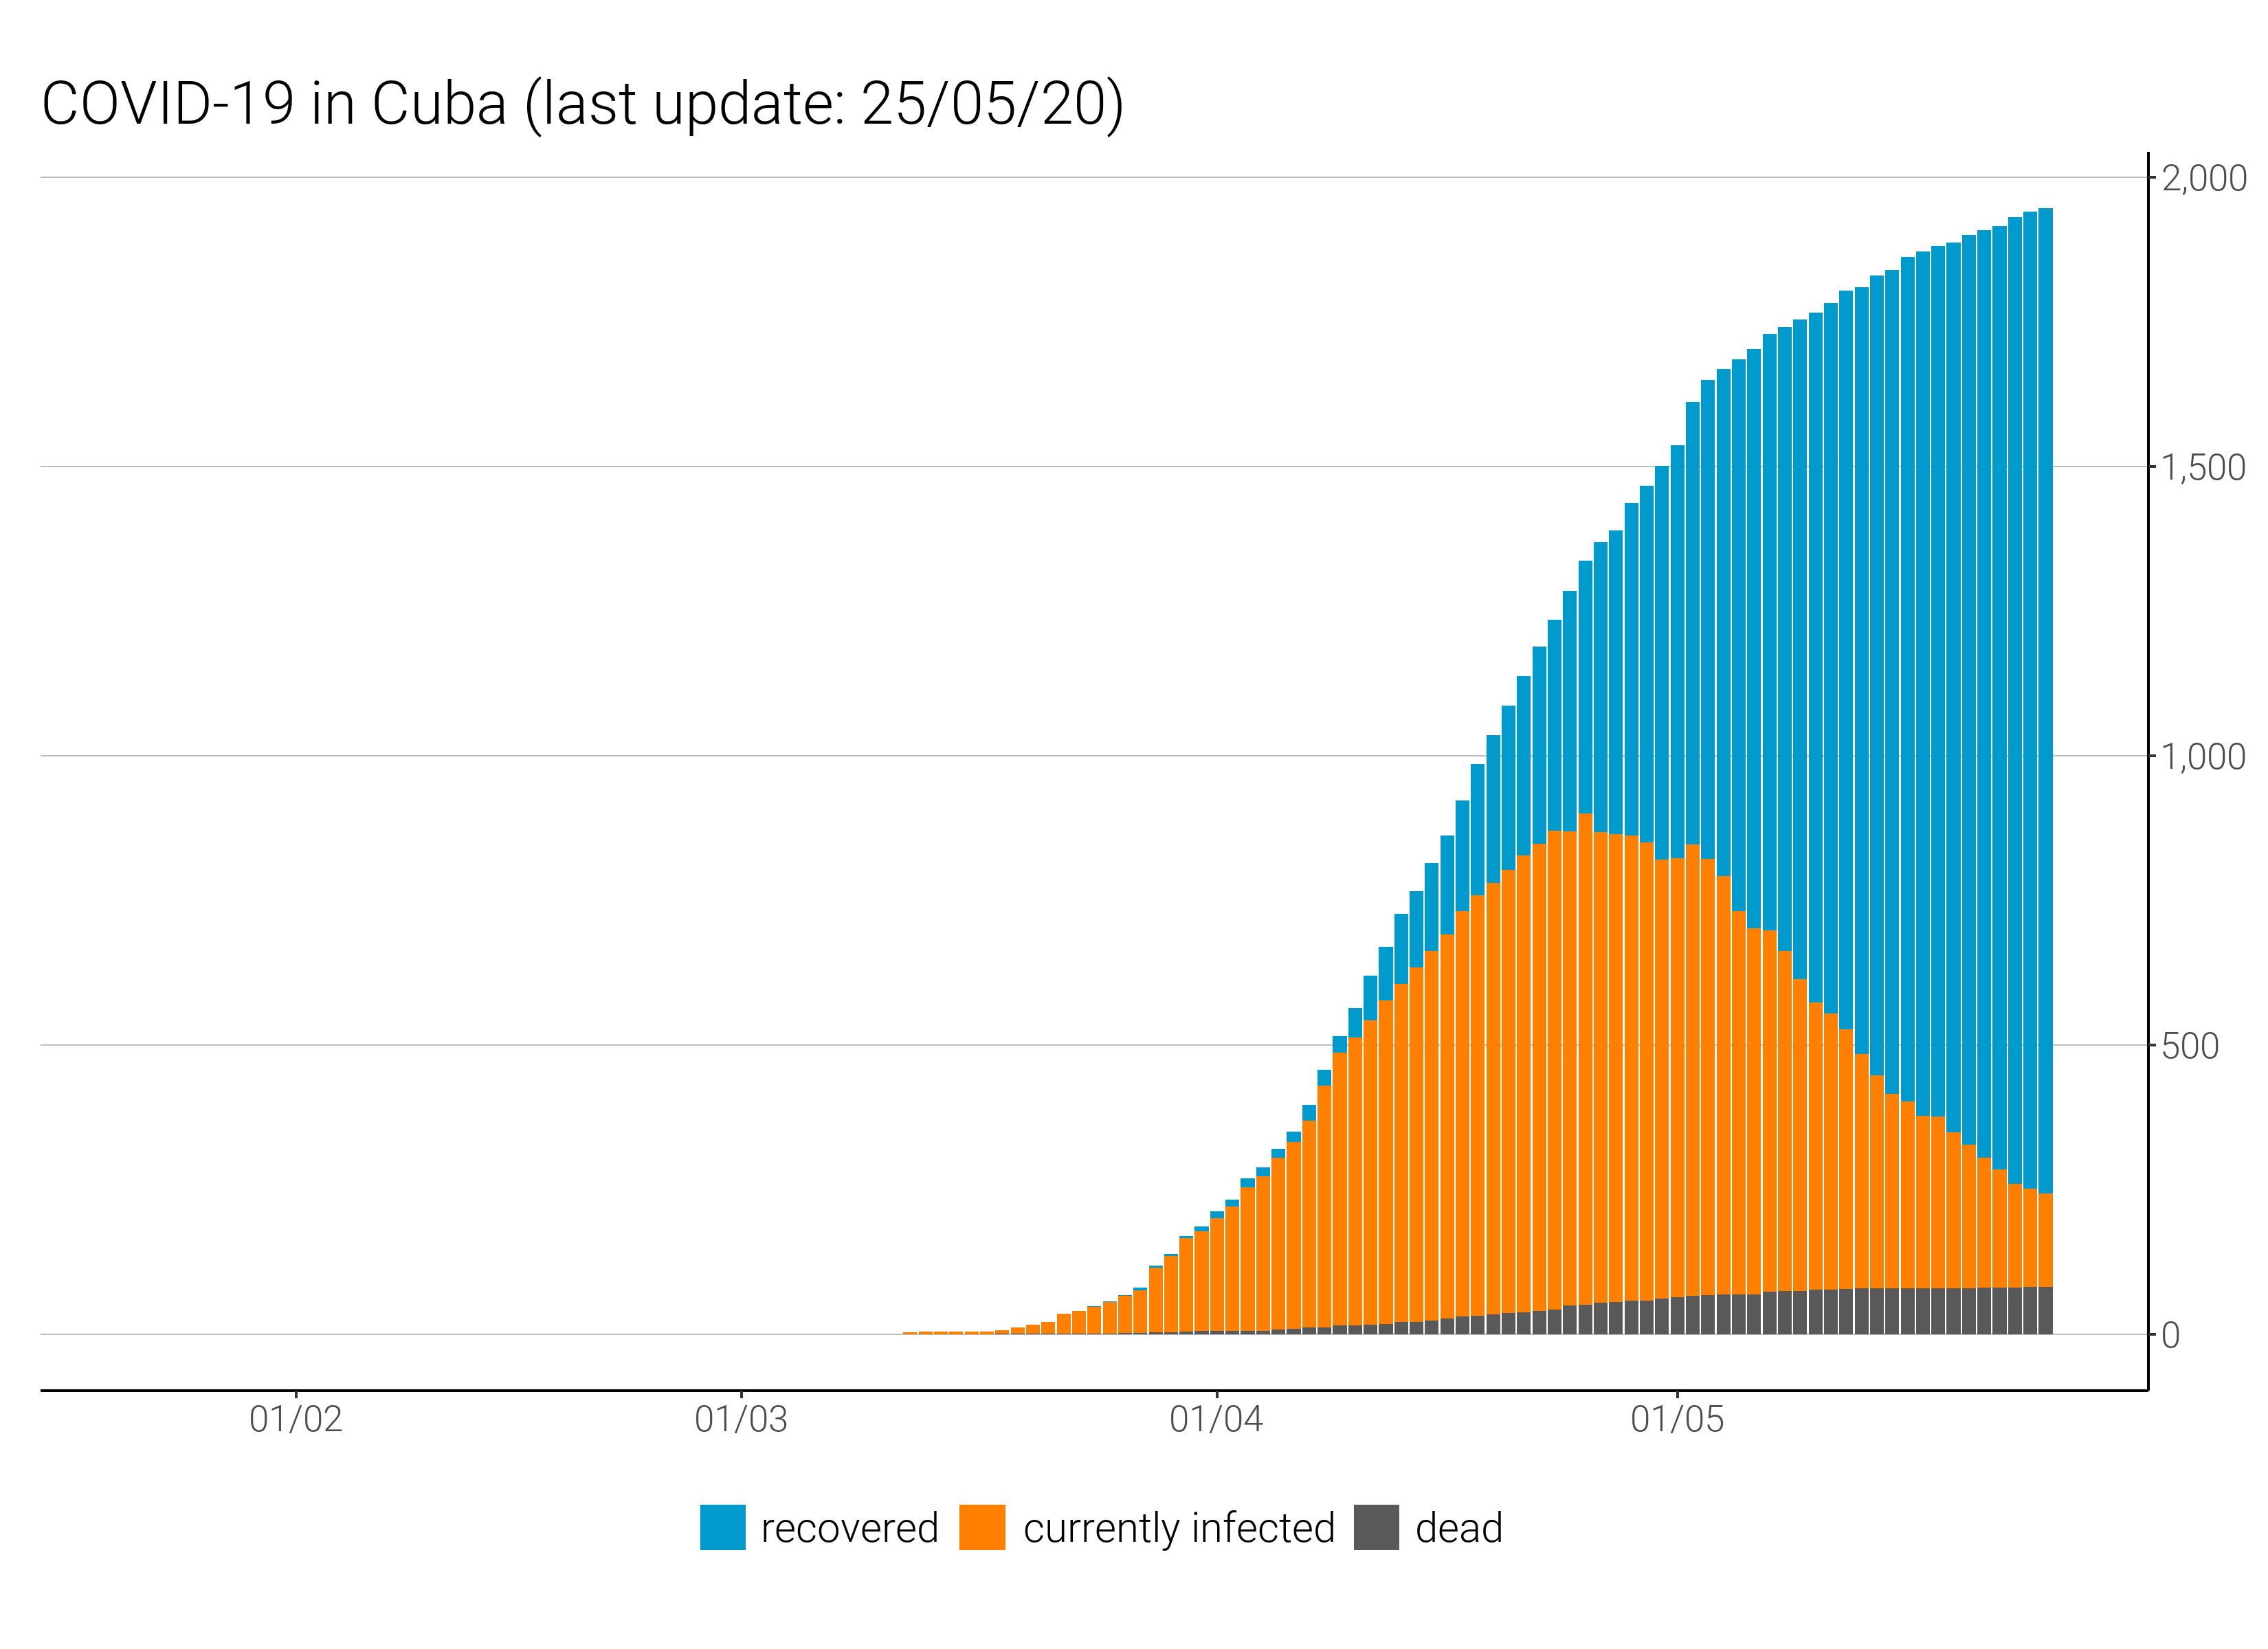 COVID-19 in Cuba (last update: 25/05/20)
2,000
1,500
1,000
500
0
01/02 01/03 01/04 01/05
recovered currently infected dead